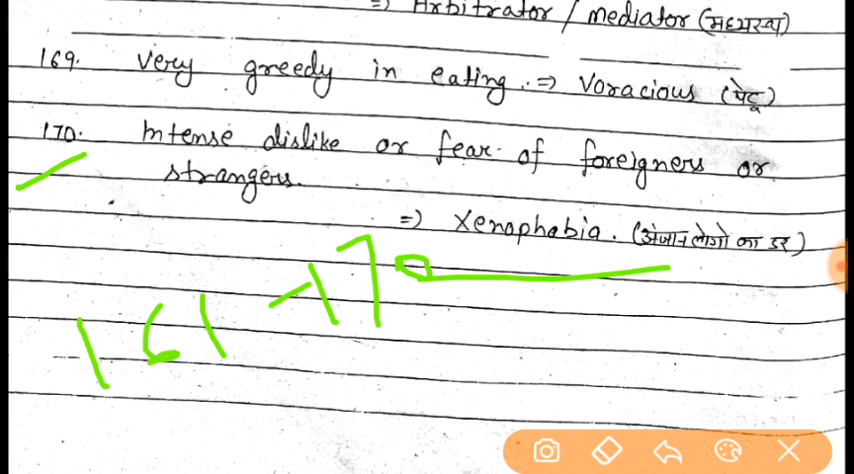 =) Arbitrator / mediator (मध्यस्थ)
169. Very greedy in eating. => Voracious (पेटू)
170. Intense dislike or fear of foreigners or
strangers.
=) Xenophabia. (अंजान लोगो का डर)
161 - 170